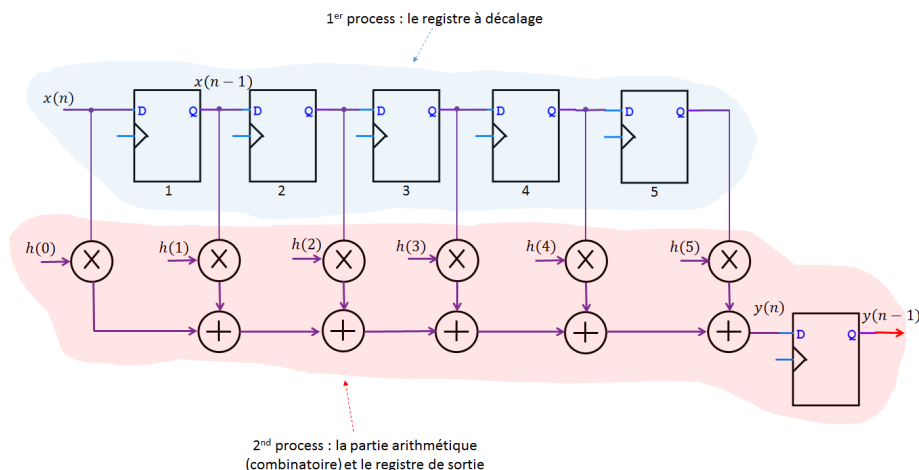 1er process : le registre à décalage
x(n)
x(n − 1)
D Q
D Q
D Q
D Q
D Q
1
2
3
4
5
h(0)
h(1)
h(2)
h(3)
h(4)
h(5)
y(n)
y(n − 1)
D Q
2nd process : la partie arithmétique
(combinatoire) et le registre de sortie